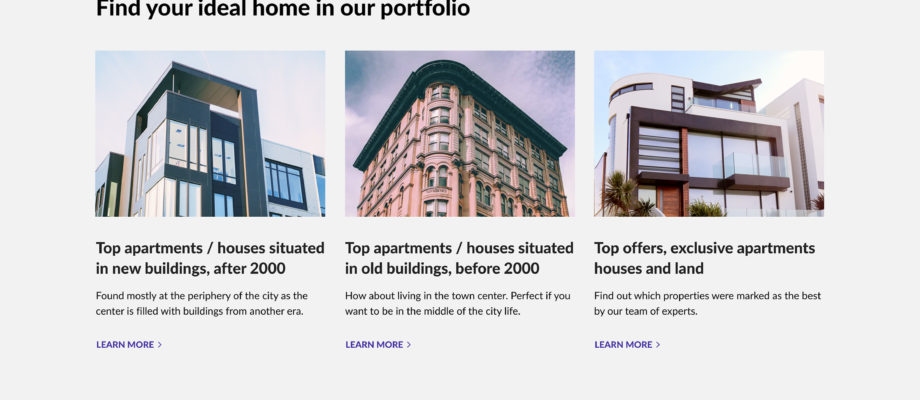 Find your ideal home in our portfolio
Top apartments / houses situated
in new buildings, after 2000
Found mostly at the periphery of the city as the
center is filled with buildings from another era.
LEARN MORE >
Top apartments / houses situated
in old buildings, before 2000
How about living in the town center. Perfect if you
want to be in the middle of the city life.
LEARN MORE >
Top offers, exclusive apartments
houses and land
Find out which properties were marked as the best
by our team of experts.
LEARN MORE >